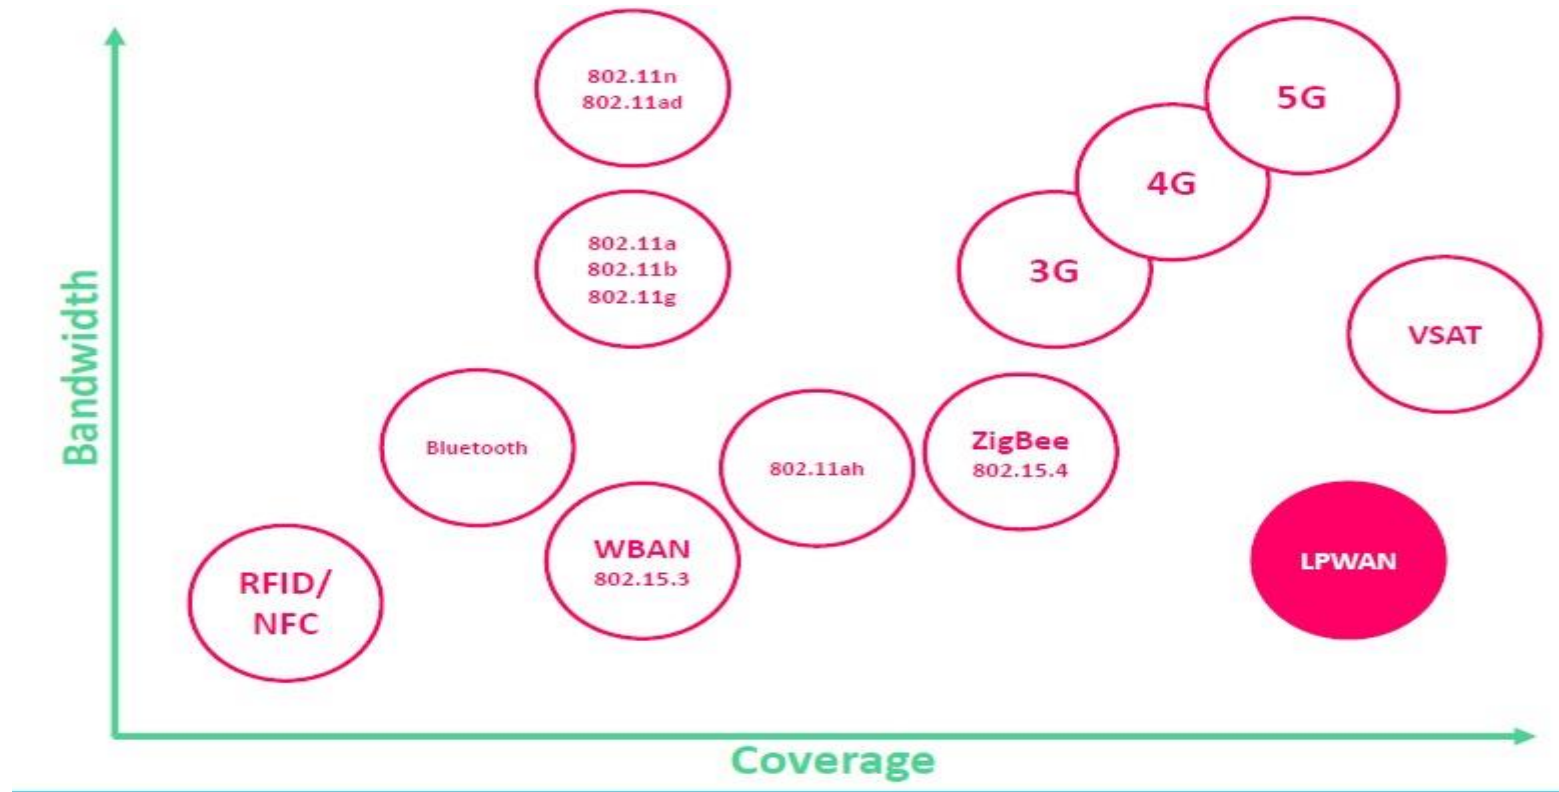 802.11n
802.11ad
5G
4G
802.11a
802.11b
802.11g
3G
VSAT
Bandwidth
Bluetooth
802.11ah
ZigBee
802.15.4
WBAN
802.15.3
LPWAN
RFID/
NFC
Coverage